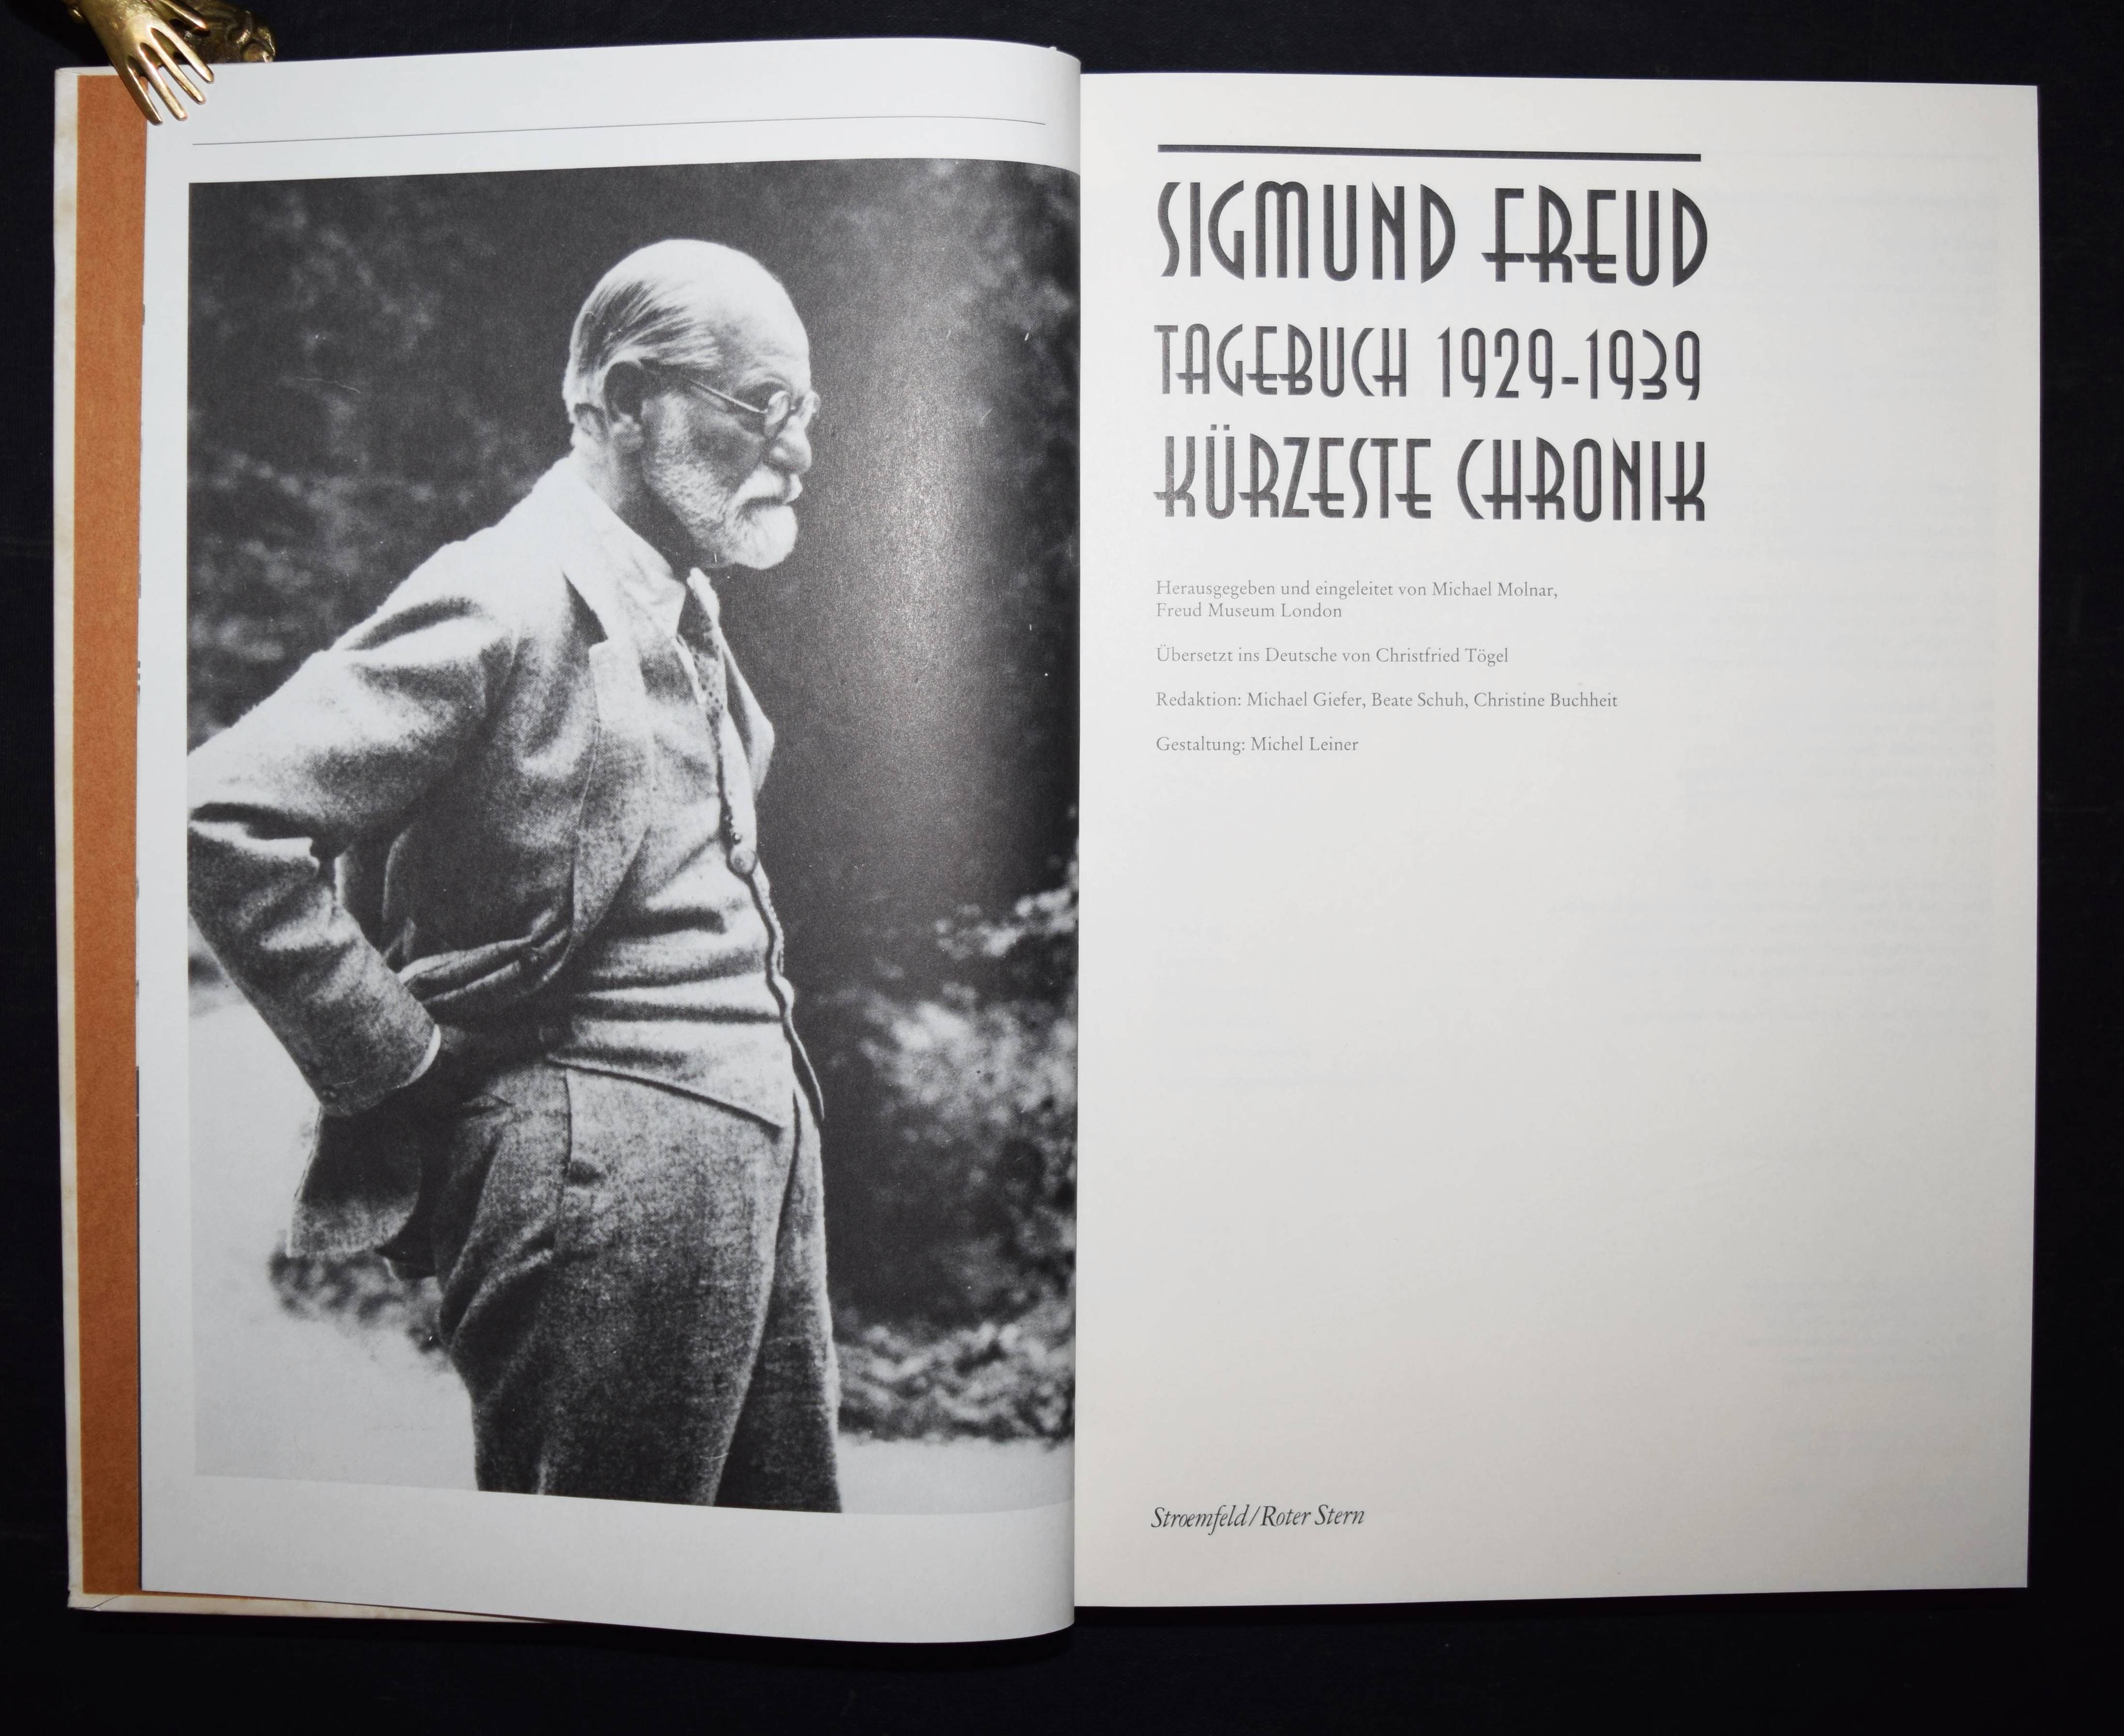 SIGMUND FREUD
TAGEBUCH 1929-1939
KÜRZESTE CHRONIK
Herausgegeben und eingeleitet von Michael Molnar,
Freud Museum London
Übersetzt ins Deutsche von Christfried Tögel
Redaktion: Michael Giefer, Beate Schuh, Christine Buchheit
Gestaltung: Michel Leiner
Stroemfeld/Roter Stern